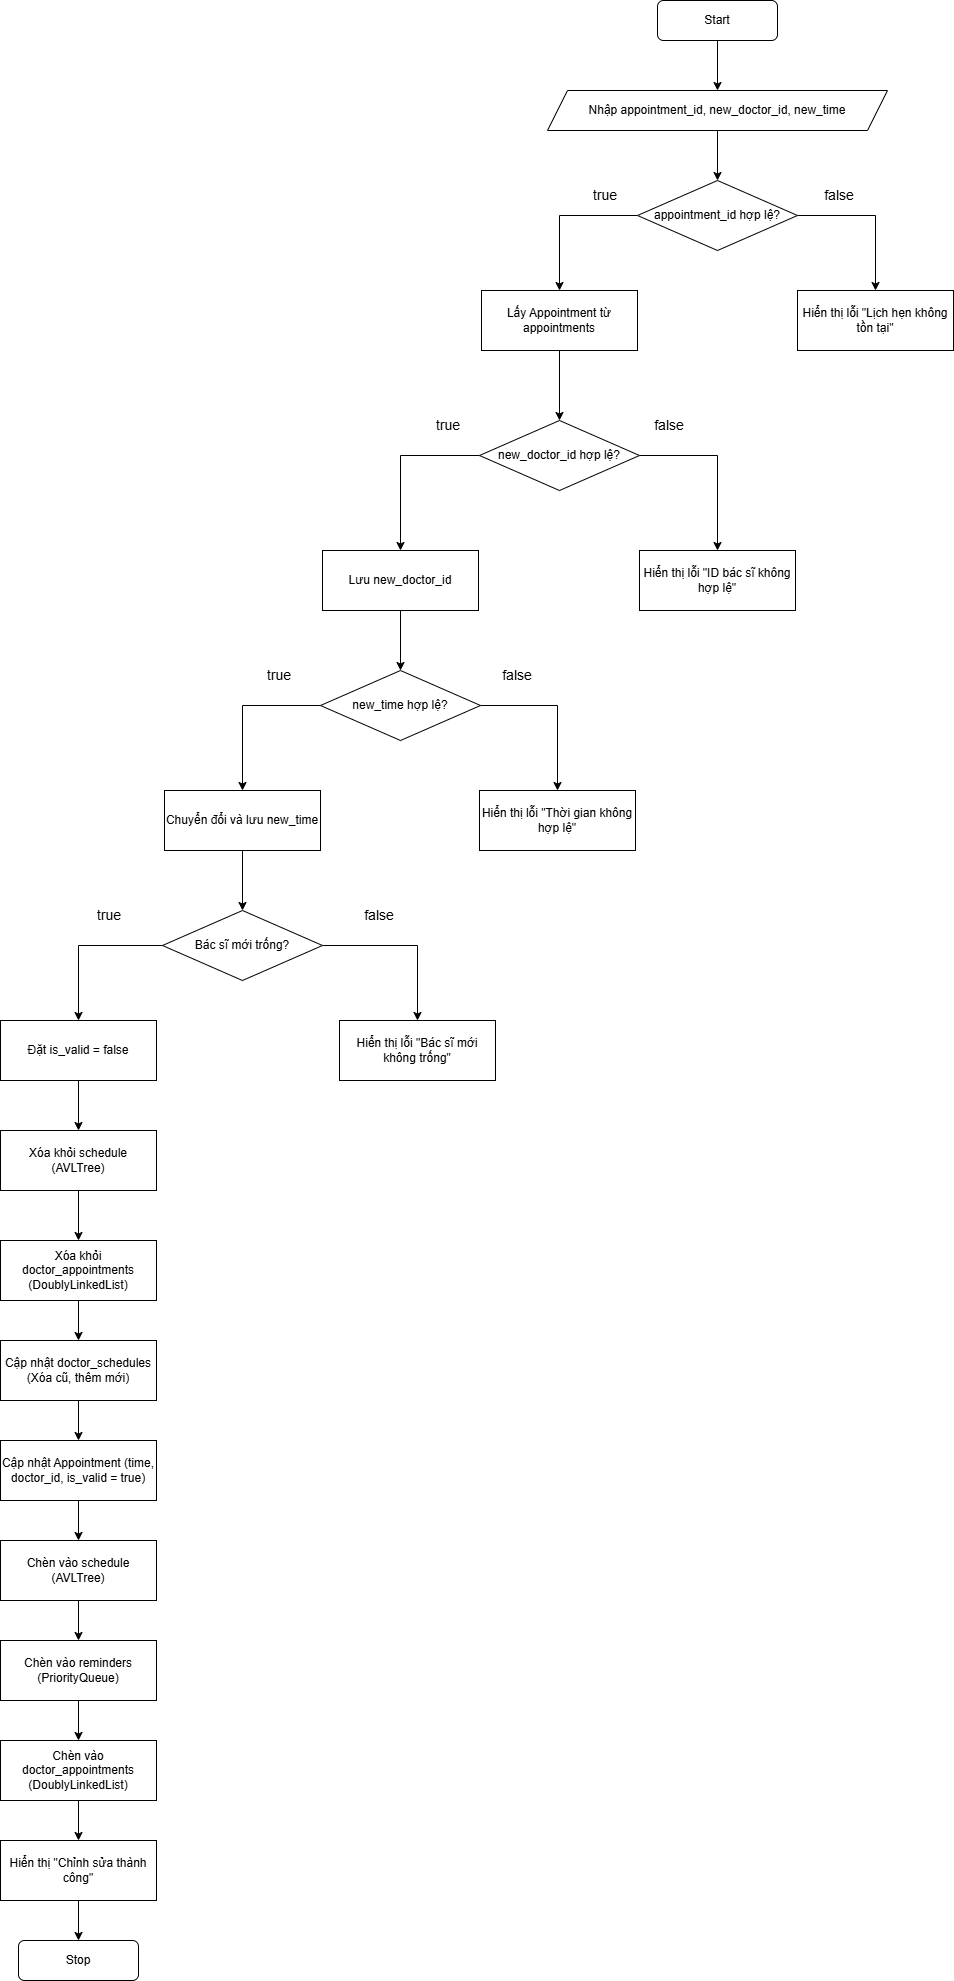 Start
Nhập appointment_id, new_doctor_id, new_time
true
false
appointment_id hợp lệ?
Lấy Appointment từ
appointments
Hiển thị lỗi "Lịch hẹn không
tồn tại"
true
false
new_doctor_id hợp lệ?
Lưu new_doctor_id
Hiển thị lỗi "ID bác sĩ không
hợp lệ"
true
false
new_time hợp lệ?
Chuyển đổi và lưu new_time
Hiển thị lỗi "Thời gian không
hợp lệ"
true
false
Bác sĩ mới trống?
Đặt is_valid = false
Hiển thị lỗi "Bác sĩ mới
không trống"
Xóa khỏi schedule
(AVLTree)
Xóa khỏi
doctor_appointments
(DoublyLinkedList)
Cập nhật doctor_schedules
(Xóa cũ, thêm mới)
Cập nhật Appointment (time,
doctor_id, is_valid = true)
Chèn vào schedule
(AVLTree)
Chèn vào reminders
(PriorityQueue)
Chèn vào
doctor_appointments
(DoublyLinkedList)
Hiển thị "Chỉnh sửa thành
công"
Stop